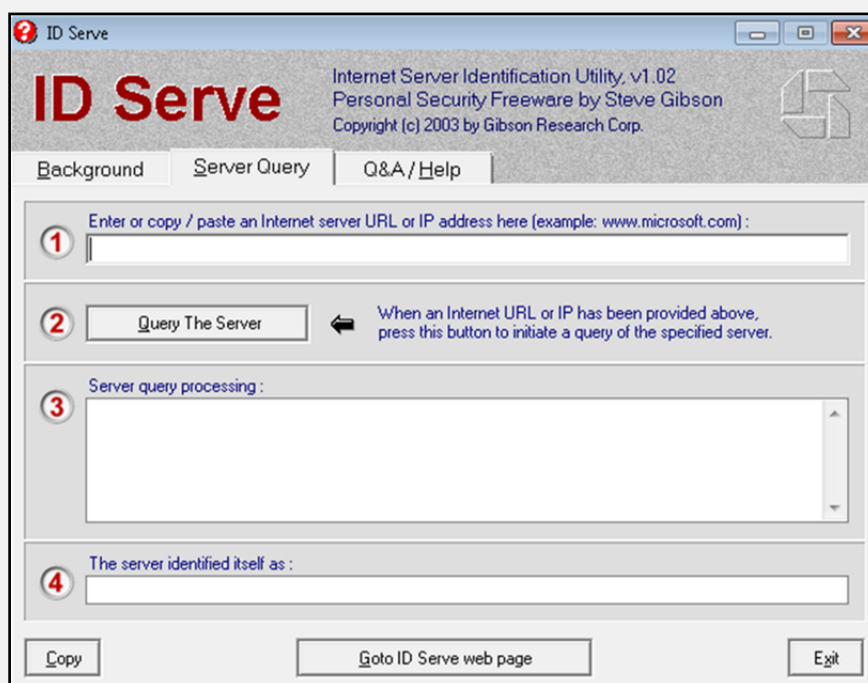 ID Serve
ID Serve
Internet Server Identification Utility, v1.02
Personal Security Freeware by Steve Gibson
Copyright (c) 2003 by Gibson Research Corp.
Background
Server Query
Q&A / Help
1
Enter or copy / paste an Internet server URL or IP address here (example: www.microsoft.com) :
2
Query The Server
When an Internet URL or IP has been provided above,
press this button to initiate a query of the specified server.
3
Server query processing :
4
The server identified itself as :
Copy
Goto ID Serve web page
Exit